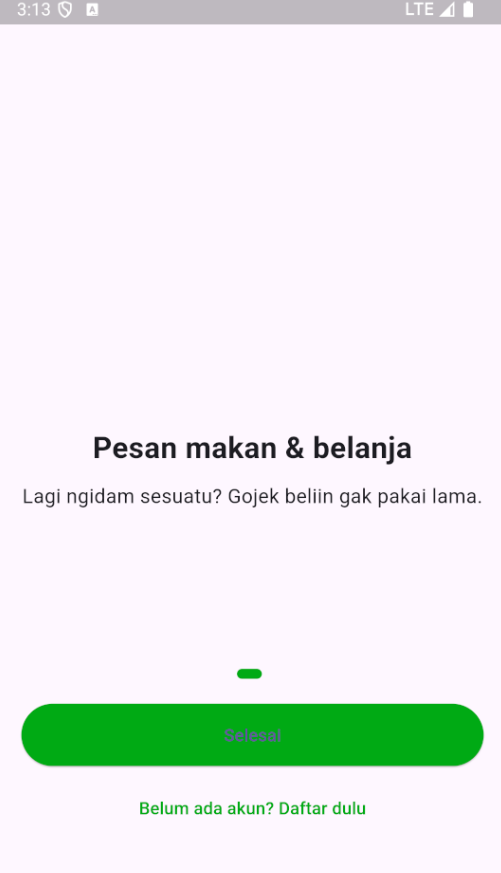 3:13
A
LTE
Pesan makan & belanja
Lagi ngidam sesuatu? Gojek beliin gak pakai lama.
Selesai
Belum ada akun? Daftar dulu